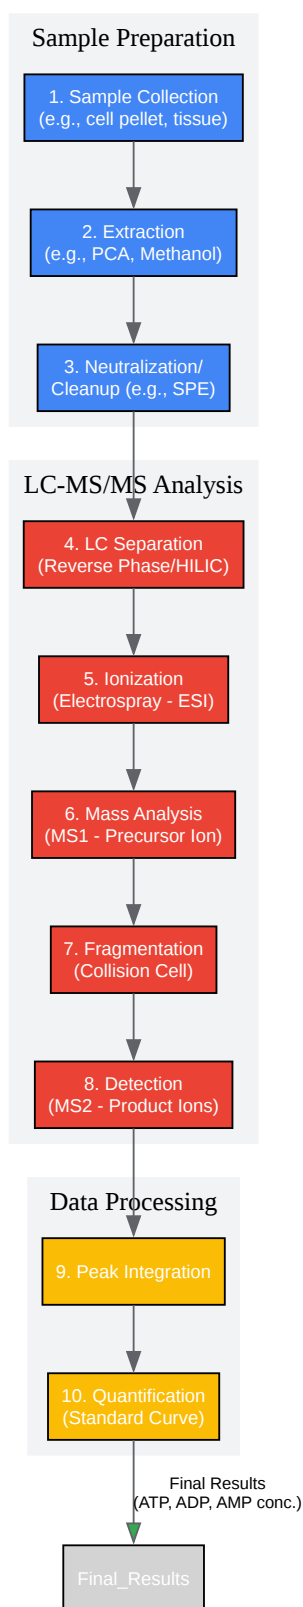 Sample Preparation
1. Sample Collection
(e.g., cell pellet, tissue)
2. Extraction
(e.g., PCA, Methanol)
3. Neutralization/
Cleanup (e.g., SPE)
LC-MS/MS Analysis
4. LC Separation
(Reverse Phase/HILIC)
5. Ionization
(Electrospray - ESI)
6. Mass Analysis
(MS1 - Precursor Ion)
7. Fragmentation
(Collision Cell)
8. Detection
(MS2 - Product Ions)
Data Processing
9. Peak Integration
10. Quantification
(Standard Curve)
Final Results
(ATP, ADP, AMP conc.)
Final_Results